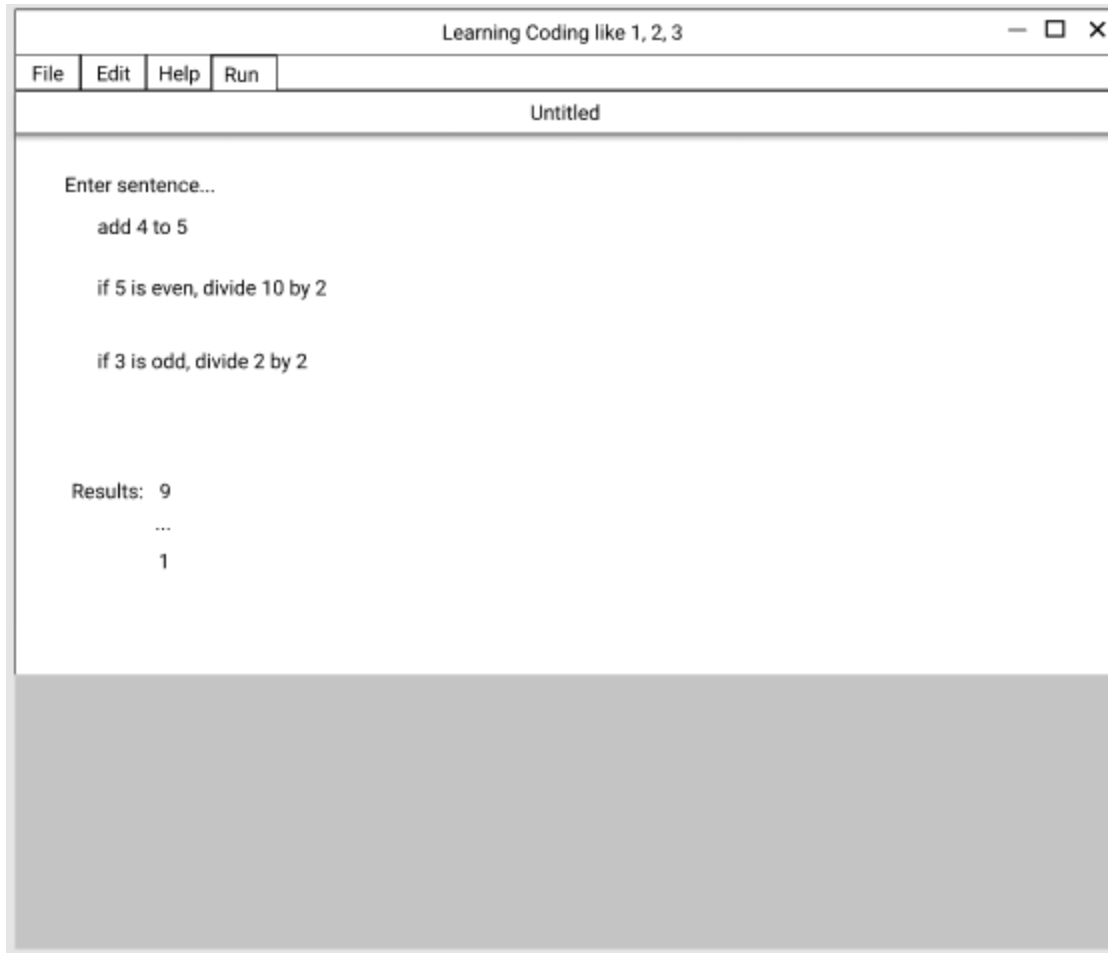 Learning Coding like 1, 2, 3
File Edit Help Run
Untitled
Enter sentence...
add 4 to 5
if 5 is even, divide 10 by 2
if 3 is odd, divide 2 by 2
Results: 9
...
1